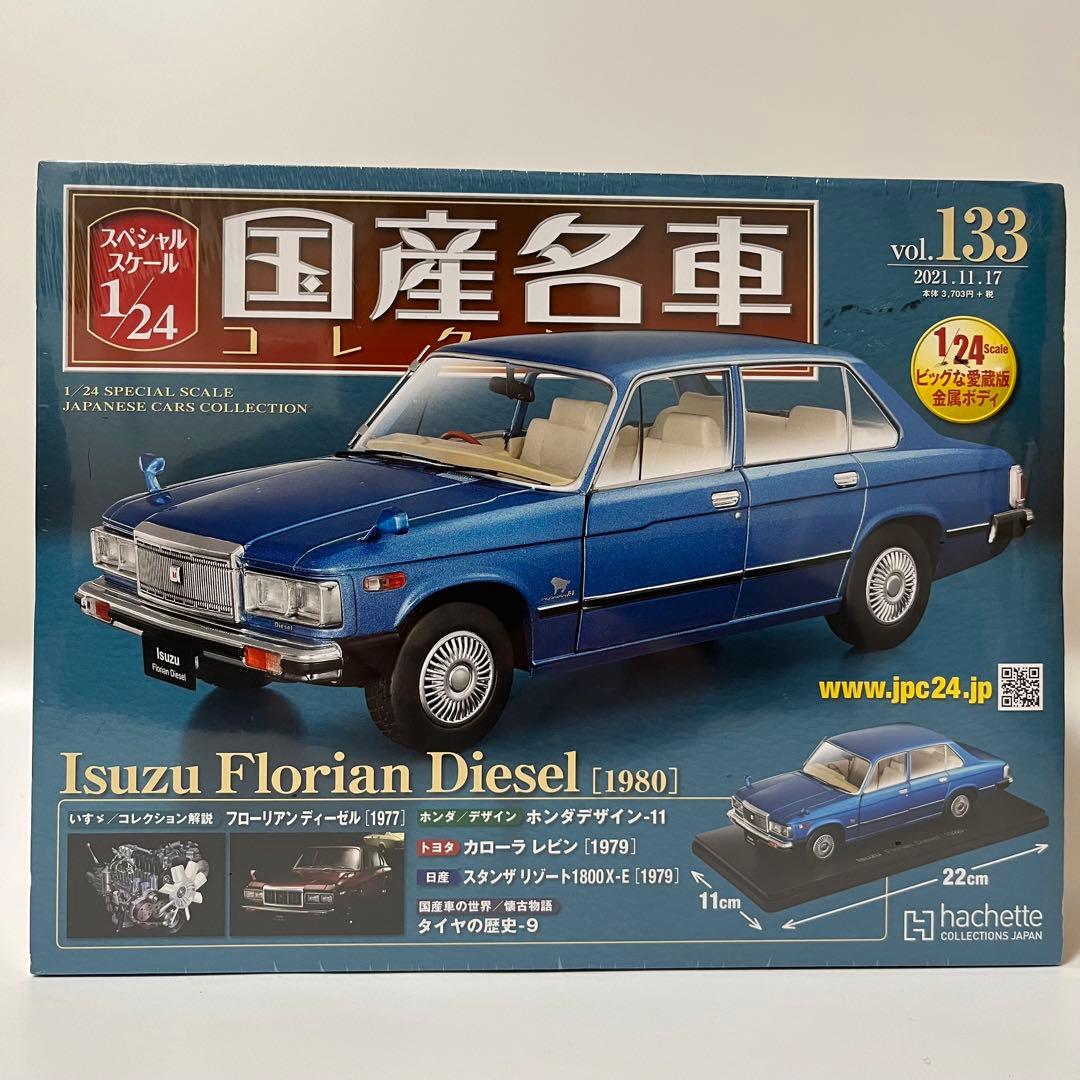 スペシャル
スケール
1/24
国産名車
vol.133
2021.11.17
本体 3,703円 + 税
1/24 SPECIAL SCALE
JAPANESE CARS COLLECTION
1/24 Scale
ビッグな愛蔵版
金属ボディ
Diesel
Isuzu
Florian Diesel
www.jpc24.jp
Isuzu Florian Diesel [1980]
いすゞ/コレクション解説 フローリアン ディーゼル [1977]
ホンダ/デザイン ホンダデザイン-11
トヨタ カローラ レビン [1979]
日産 スタンザ リゾート1800X-E [1979]
国産車の世界/懐古物語
タイヤの歴史-9
Isuzu Florian Diesel (1980)
11cm
22cm
hachette
COLLECTIONS JAPAN